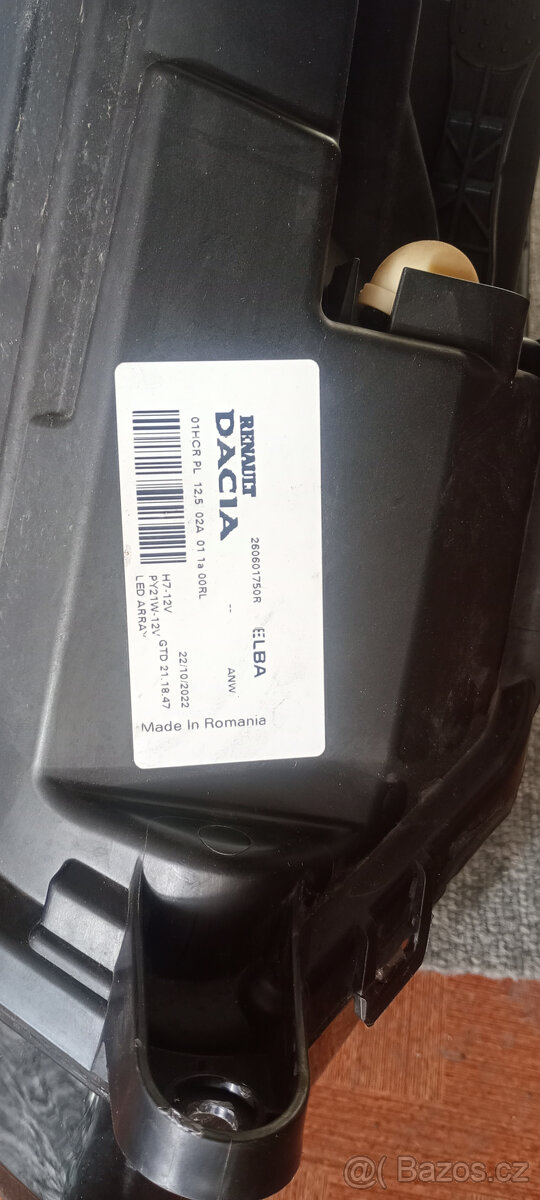 RENAULT
DACIA
260601750R
ELBA
01HCR PL 12,5 02A 01 1a 00RL
--
ANW
H7-12V
22/10/2022
PY21W-12V GTD 21.18.47
LED ARRAY
Made In Romania
Bazos.cz